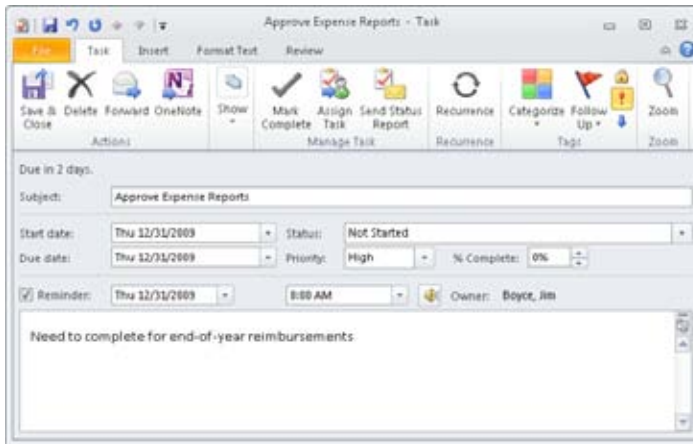 Approve Expense Reports - Task
File Task Insert Format Text Review
Save & Close Delete Forward OneNote Show Mark Complete Assign Task Send Status Report Recurrence Categorize Follow Up Zoom
Actions Manage Task Recurrence Tags Zoom
Due in 2 days.
Subject: Approve Expense Reports
Start date: Thu 12/31/2009 Status: Not Started
Due date: Thu 12/31/2009 Priority: High % Complete: 0%
Reminder: Thu 12/31/2009 8:00 AM Owner: Boyce, Jim
Need to complete for end-of-year reimbursements